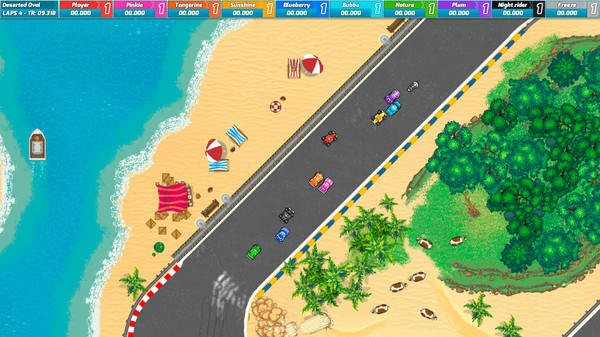 Deserted Oval
LAPS 4 - TR: 09.318
Player 00.000 1
Pinkie 00.000 1
Tangerine 00.000 1
Sunshine 00.000 1
Blueberry 00.000 1
Bubba 00.000 1
Natura 00.000 1
Plum 00.000 1
Night rider 00.000 1
Freeze 00.000 1